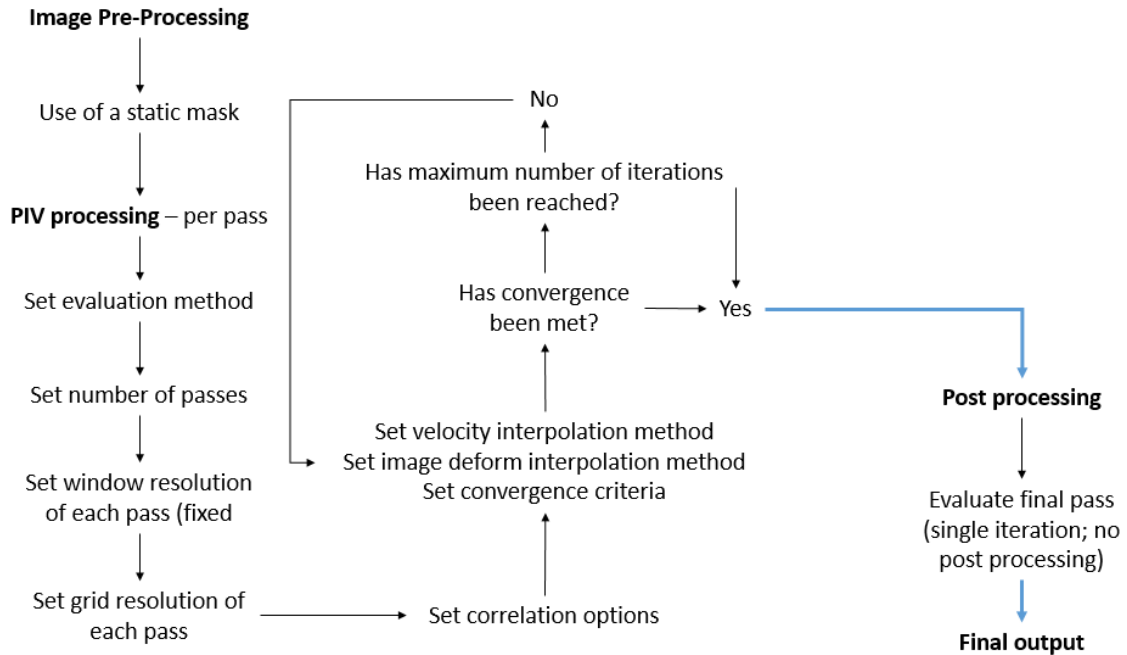 Image Pre-Processing
Use of a static mask
PIV processing – per pass
Set evaluation method
Set number of passes
Set window resolution
of each pass (fixed
Set grid resolution of
each pass
Set correlation options
Set velocity interpolation method
Set image deform interpolation method
Set convergence criteria
Has convergence
been met?
Has maximum number of iterations
been reached?
No
Yes
Post processing
Evaluate final pass
(single iteration; no
post processing)
Final output